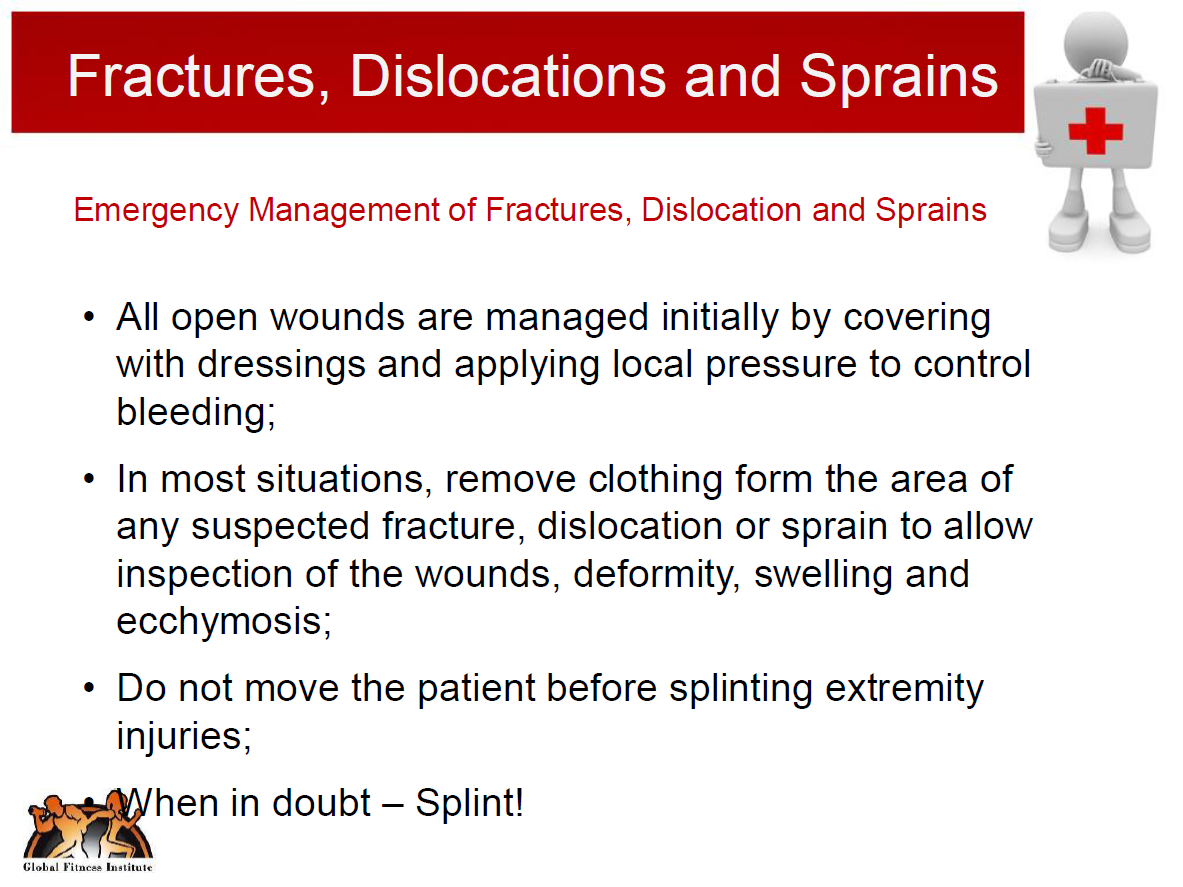 Fractures, Dislocations and Sprains
Emergency Management of Fractures, Dislocation and Sprains
• All open wounds are managed initially by covering
with dressings and applying local pressure to control
bleeding;
• In most situations, remove clothing form the area of
any suspected fracture, dislocation or sprain to allow
inspection of the wounds, deformity, swelling and
ecchymosis;
• Do not move the patient before splinting extremity
injuries;
• When in doubt – Splint!
Global Fitness Institute